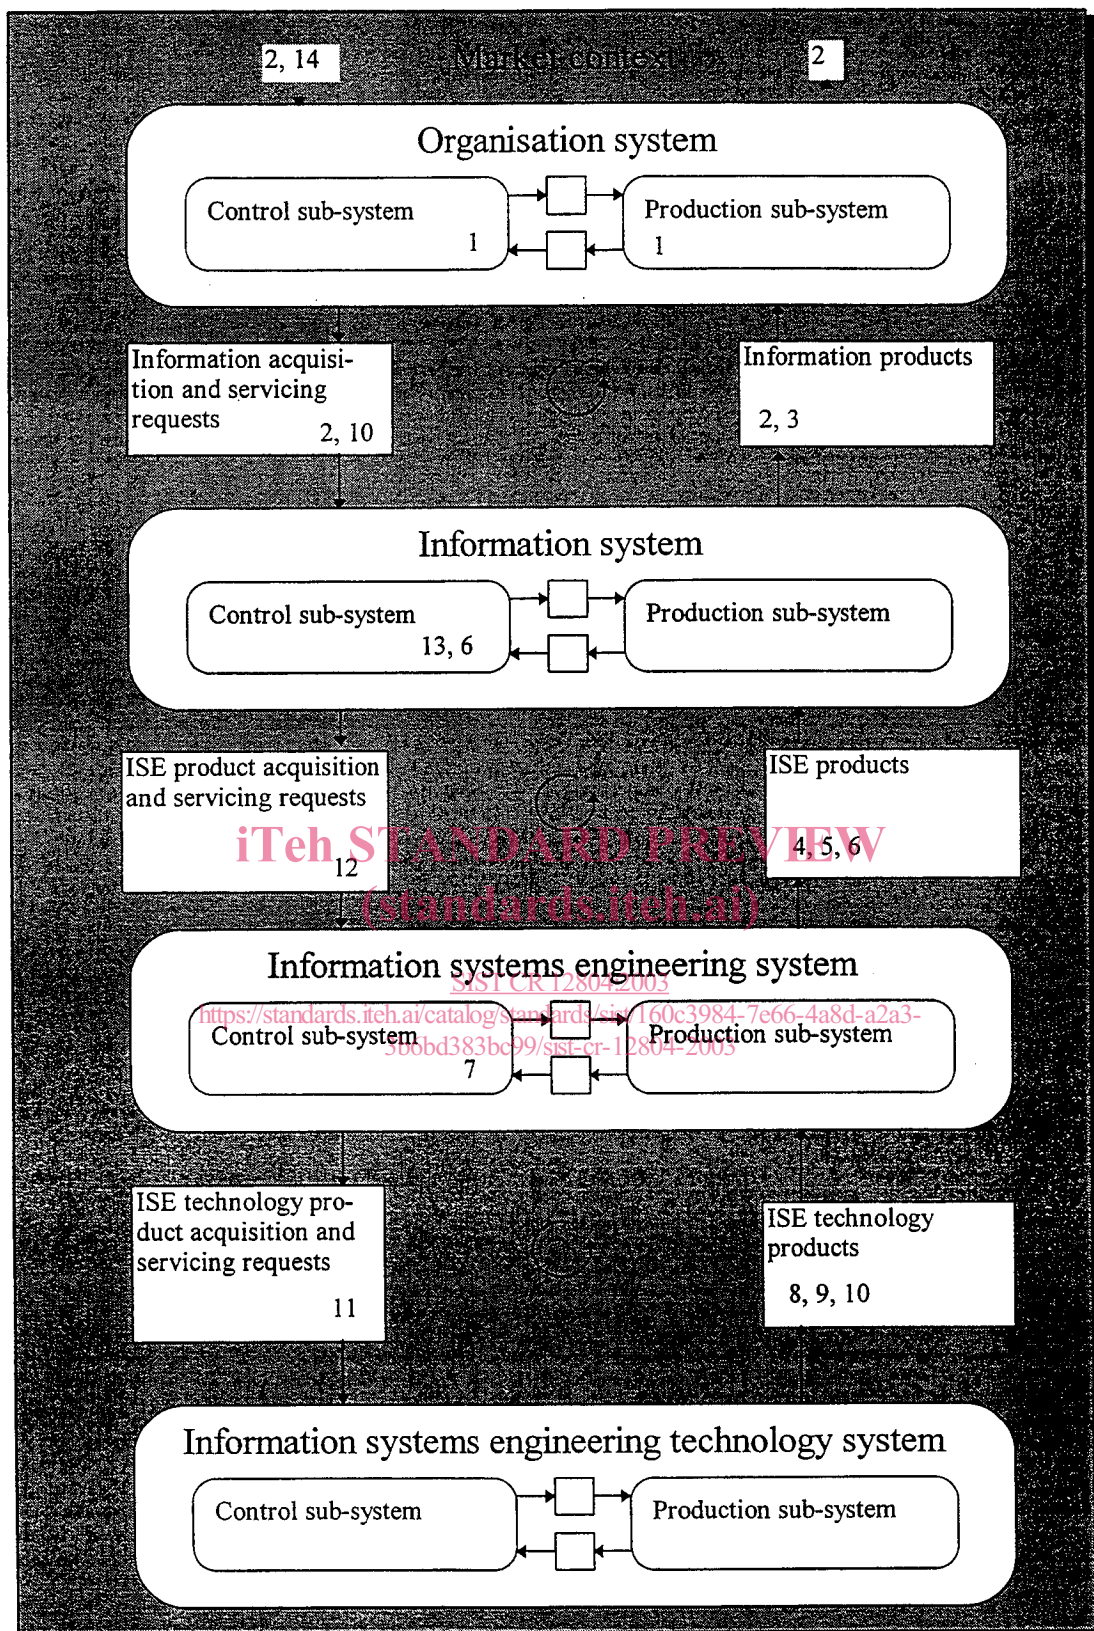 2, 14
Market context
2
Organisation system
Control sub-system
1
Production sub-system
1
Information acquisi-
tion and servicing
requests
2, 10
Information products
2, 3
Information system
Control sub-system
13, 6
Production sub-system
ISE product acquisition
and servicing requests
12
ISE products
4, 5, 6
iTeh STANDARD PREVIEW
(standards.iteh.ai)
Information systems engineering system
SIST CR 12804:2003
https://standards.iteh.ai/catalog/standards/sist/160c3984-7e66-4a8d-a2a3-
3b6bd383bc99/sist-cr-12804-2003
Control sub-system
7
Production sub-system
ISE technology pro-
duct acquisition and
servicing requests
11
ISE technology
products
8, 9, 10
Information systems engineering technology system
Control sub-system
Production sub-system